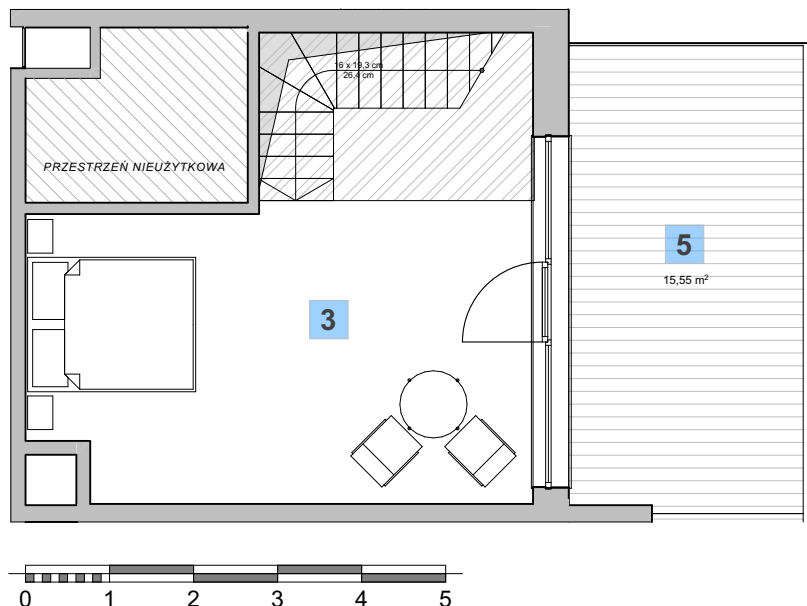 16 x 19,3 cm
26,4 cm
PRZESTRZEŃ NIEUŻYTKOWA
5
15,55 m²
3
0 1 2 3 4 5